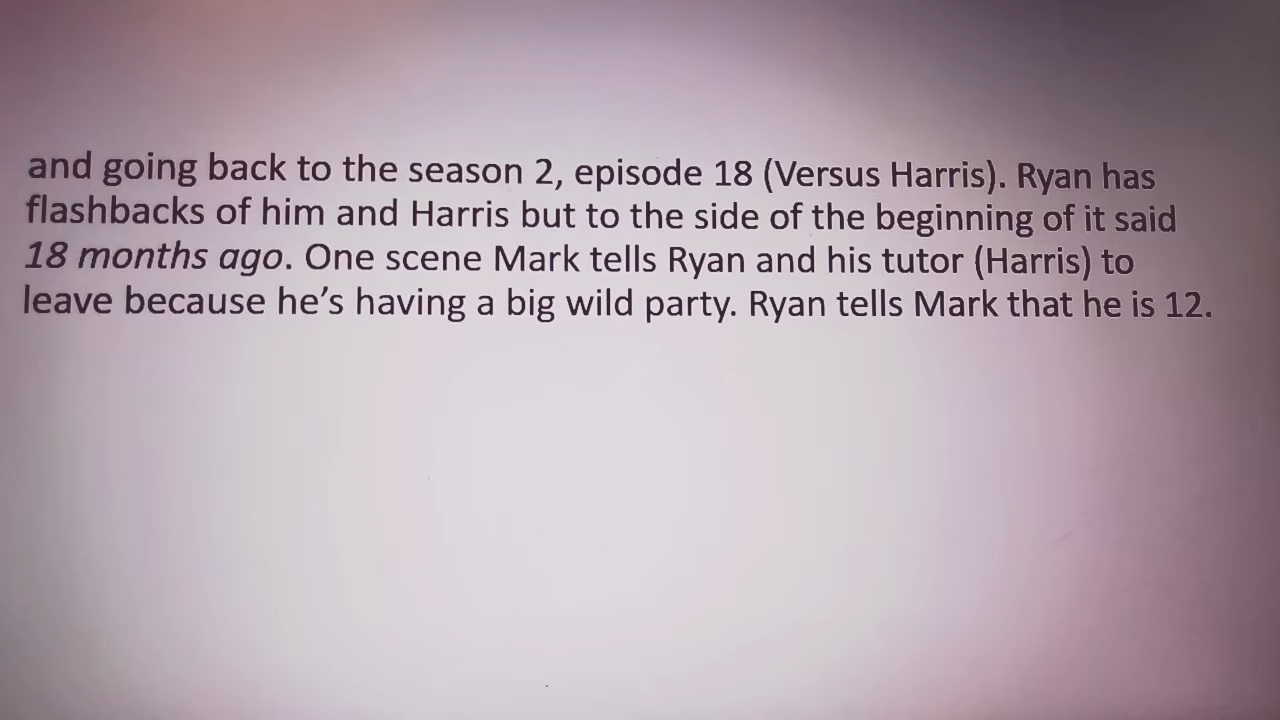 and going back to the season 2, episode 18 (Versus Harris). Ryan has
flashbacks of him and Harris but to the side of the beginning of it said
18 months ago. One scene Mark tells Ryan and his tutor (Harris) to
leave because he’s having a big wild party. Ryan tells Mark that he is 12.